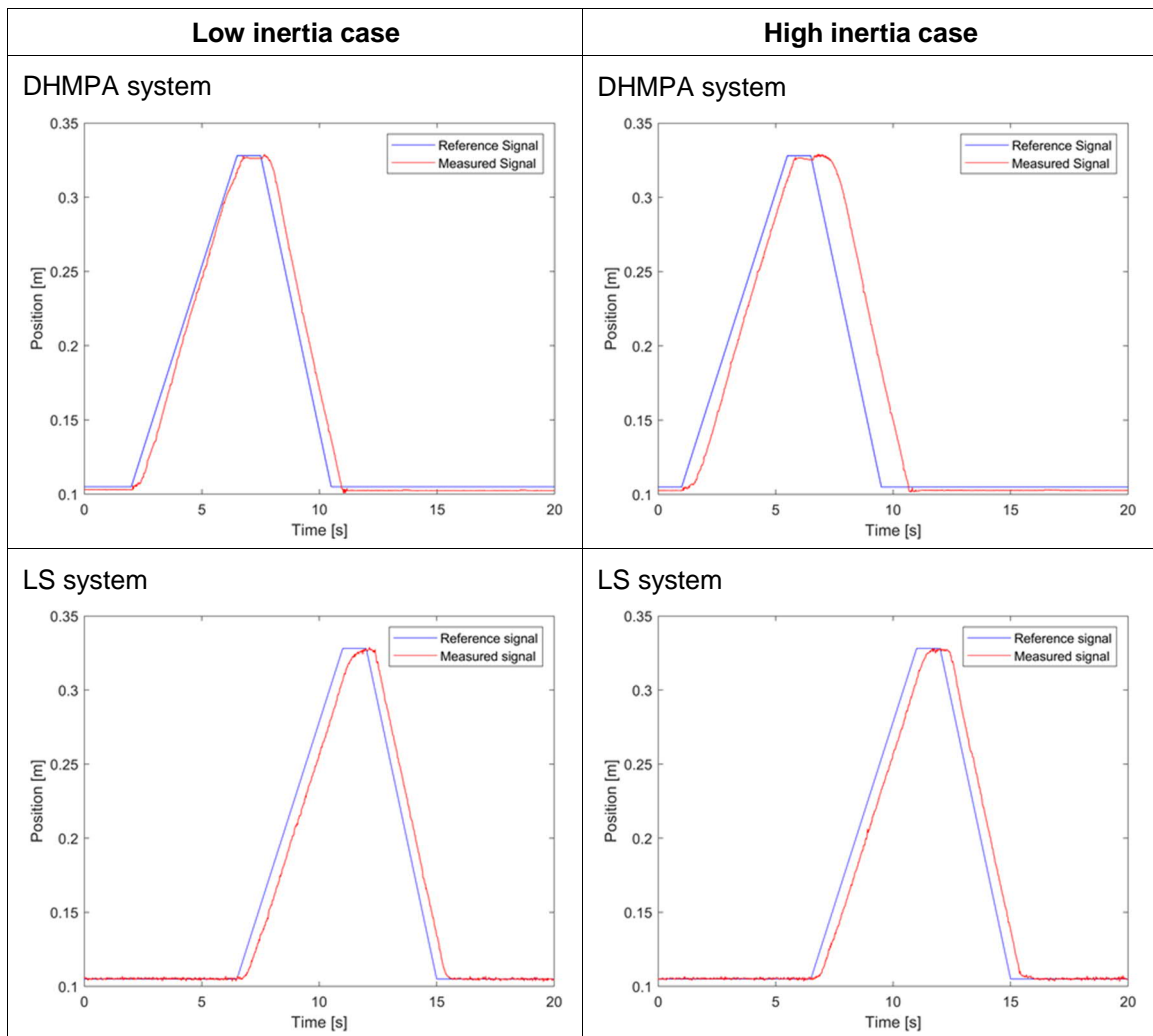 Low inertia case
High inertia case
DHMPA system
0.35
0.3
0.25
0.2
0.15
0.1
Position [m]
0
5
10
15
20
Time [s]
Reference Signal
Measured Signal
DHMPA system
0.35
0.3
0.25
0.2
0.15
0.1
Position [m]
0
5
10
15
20
Time [s]
Reference Signal
Measured Signal
LS system
0.35
0.3
0.25
0.2
0.15
0.1
Position [m]
0
5
10
15
20
Time [s]
Reference signal
Measured signal
LS system
0.35
0.3
0.25
0.2
0.15
0.1
Position [m]
0
5
10
15
20
Time [s]
Reference signal
Measured signal